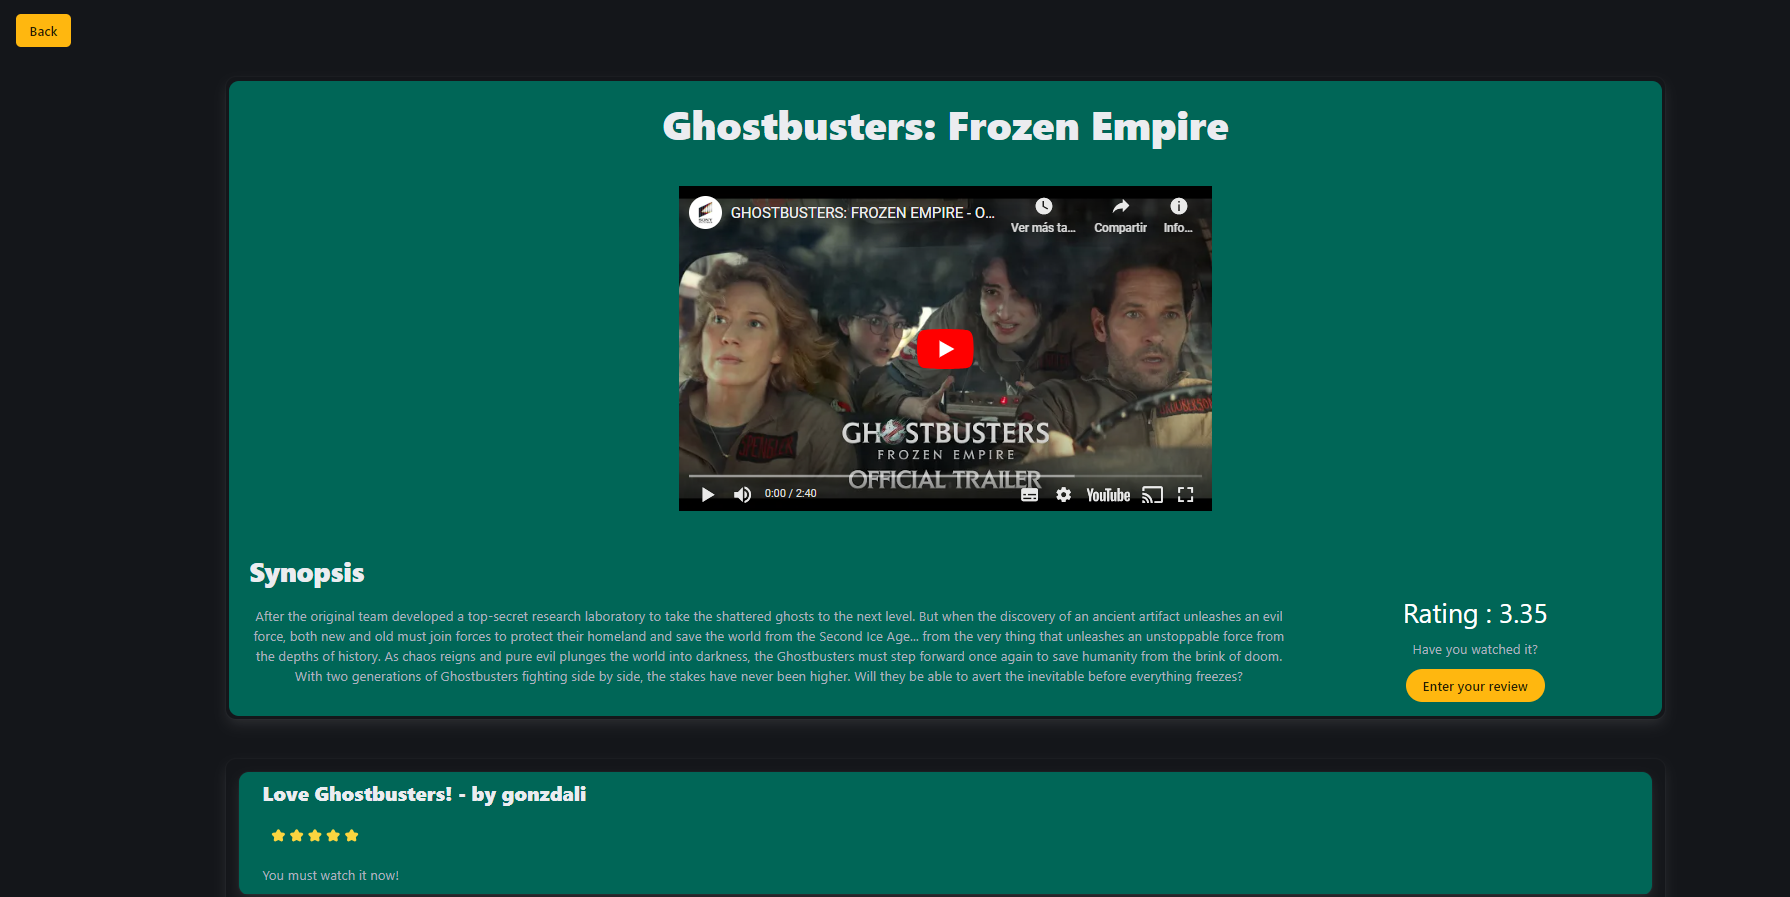 Back
Ghostbusters: Frozen Empire
GHOSTBUSTERS: FROZEN EMPIRE - O...
Ver más ta...
Compartir
Info...
SPENGLER
GHOSTBUSTERS
FROZEN EMPIRE
OFFICIAL TRAILER
0:00 / 2:40
YouTube
Synopsis
After the original team developed a top-secret research laboratory to take the shattered ghosts to the next level. But when the discovery of an ancient artifact unleashes an evil
force, both new and old must join forces to protect their homeland and save the world from the Second Ice Age... from the very thing that unleashes an unstoppable force from
the depths of history. As chaos reigns and pure evil plunges the world into darkness, the Ghostbusters must step forward once again to save humanity from the brink of doom.
With two generations of Ghostbusters fighting side by side, the stakes have never been higher. Will they be able to avert the inevitable before everything freezes?
Rating : 3.35
Have you watched it?
Enter your review
Love Ghostbusters! - by gonzdali
You must watch it now!